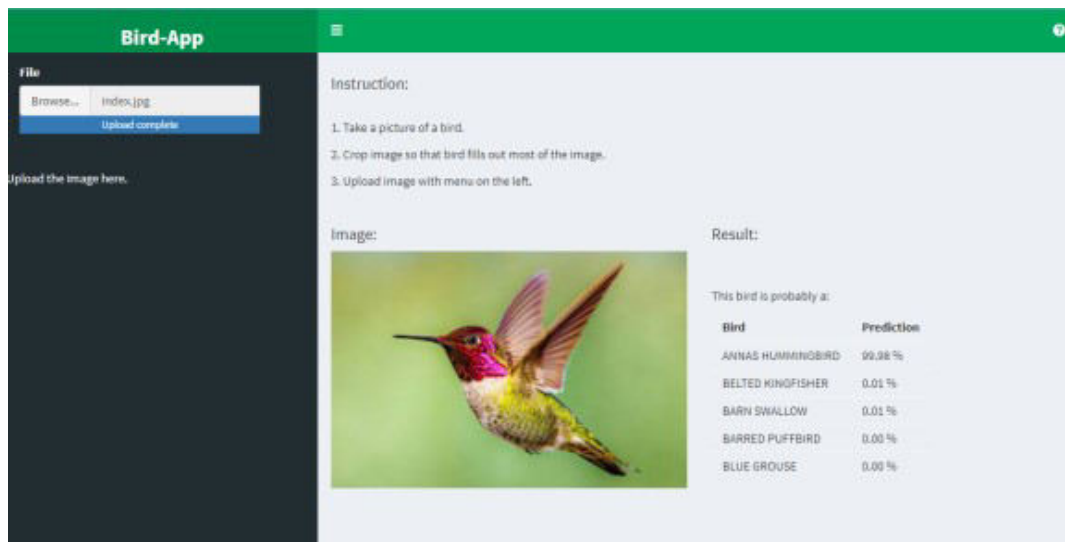 Bird-App
File
Browse... index.jpg
Upload complete
Upload the image here.
Instruction:
1. Take a picture of a bird.
2. Crop image so that bird fills out most of the image.
3. Upload image with menu on the left.
Image:
Result:
This bird is probably a:
Bird Prediction
ANNAS HUMMINGBIRD 99.98 %
BELTED KINGFISHER 0.01 %
BARN SWALLOW 0.01 %
BARRED PUFFBIRD 0.00 %
BLUE GROUSE 0.00 %